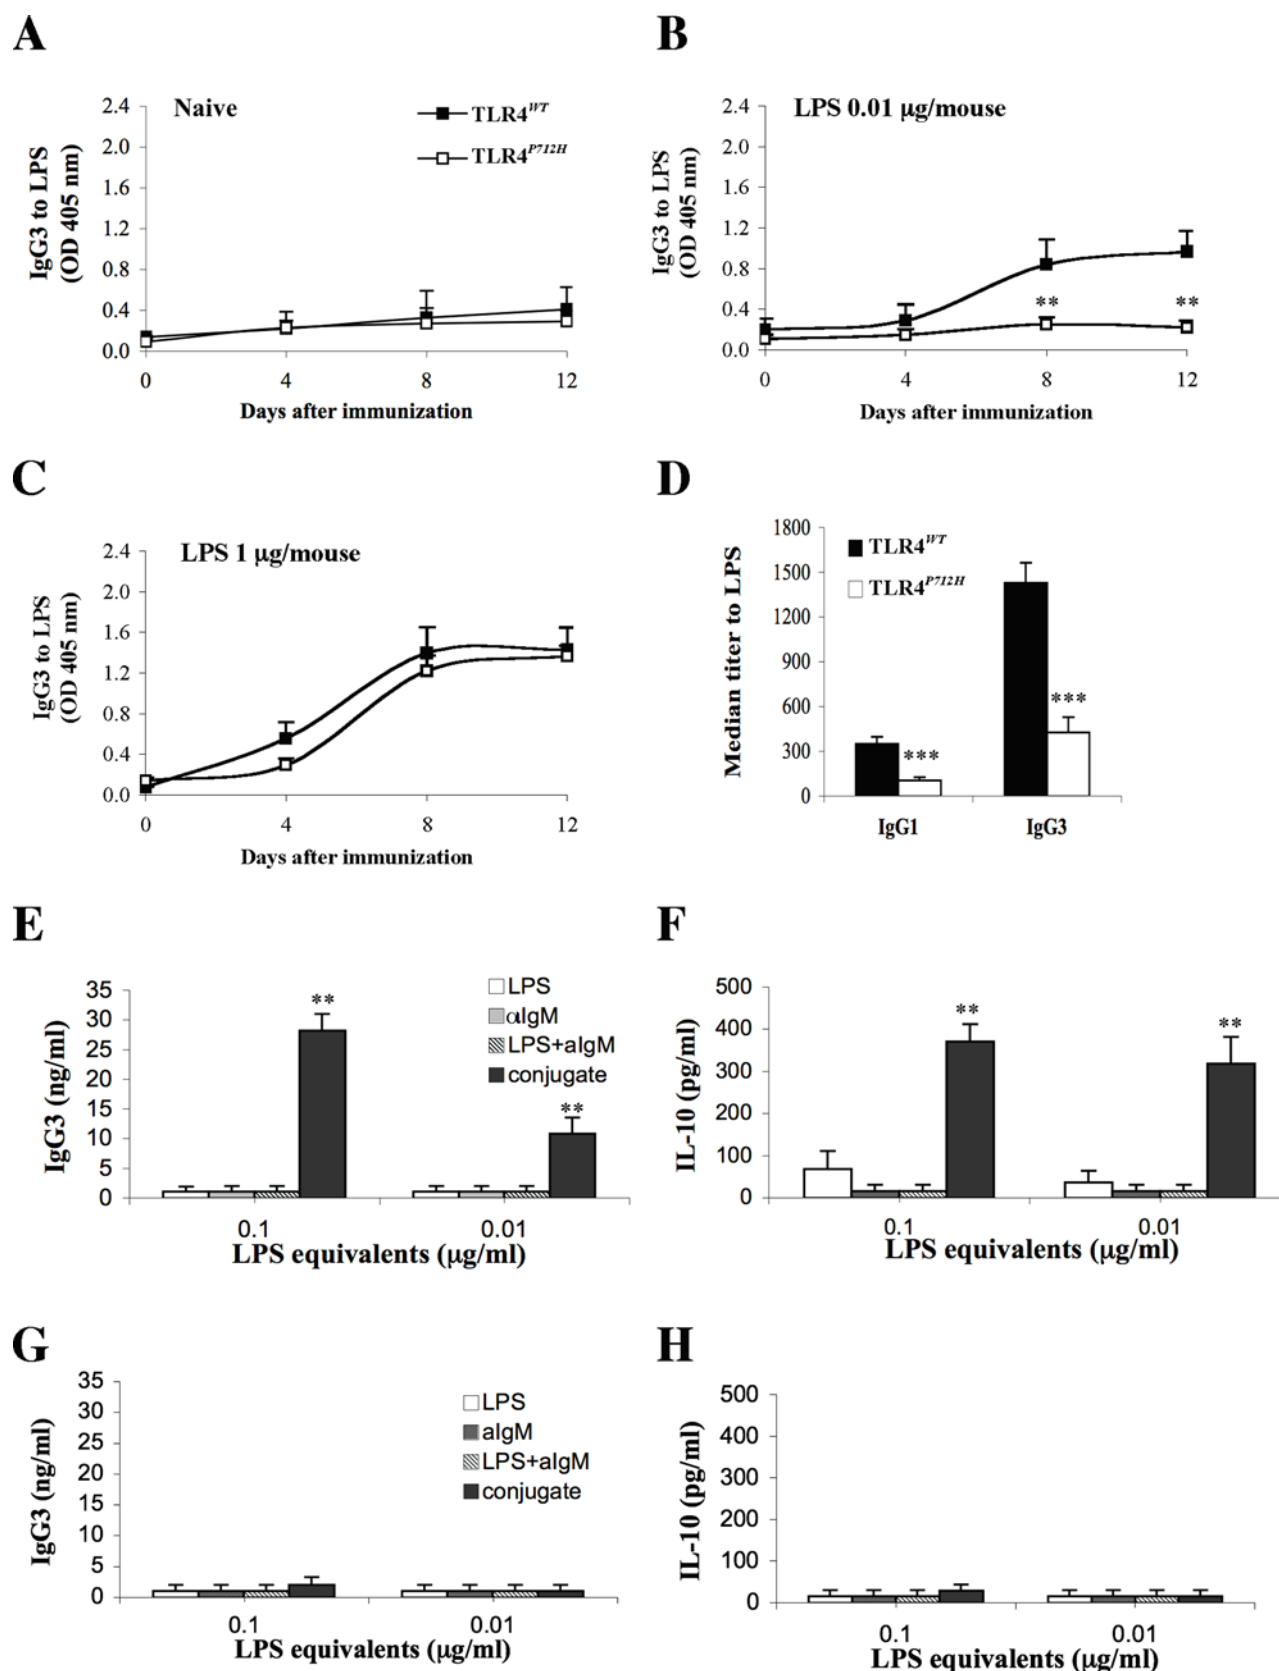 A
Naive
TLR4WT
TLR4P712H
IgG3 to LPS
(OD 405 nm)
2.4
2.0
1.6
1.2
0.8
0.4
0.0
0 4 8 12
Days after immunization
B
LPS 0.01 μg/mouse
IgG3 to LPS
(OD 405 nm)
2.4
2.0
1.6
1.2
0.8
0.4
0.0
** **
0 4 8 12
Days after immunization
C
LPS 1 μg/mouse
IgG3 to LPS
(OD 405 nm)
2.4
2.0
1.6
1.2
0.8
0.4
0.0
0 4 8 12
Days after immunization
D
TLR4WT
TLR4P712H
Median titer to LPS
1800
1500
1200
900
600
300
0
*** ***
IgG1 IgG3
E
LPS
αIgM
LPS+aIgM
conjugate
IgG3 (ng/ml)
35
30
25
20
15
10
5
0
** **
0.1 0.01
LPS equivalents (μg/ml)
F
IL-10 (pg/ml)
500
400
300
200
100
0
** **
0.1 0.01
LPS equivalents (μg/ml)
G
LPS
aIgM
LPS+aIgM
conjugate
IgG3 (ng/ml)
35
30
25
20
15
10
5
0
0.1 0.01
LPS equivalents (μg/ml)
H
IL-10 (pg/ml)
500
400
300
200
100
0
0.1 0.01
LPS equivalents (μg/ml)